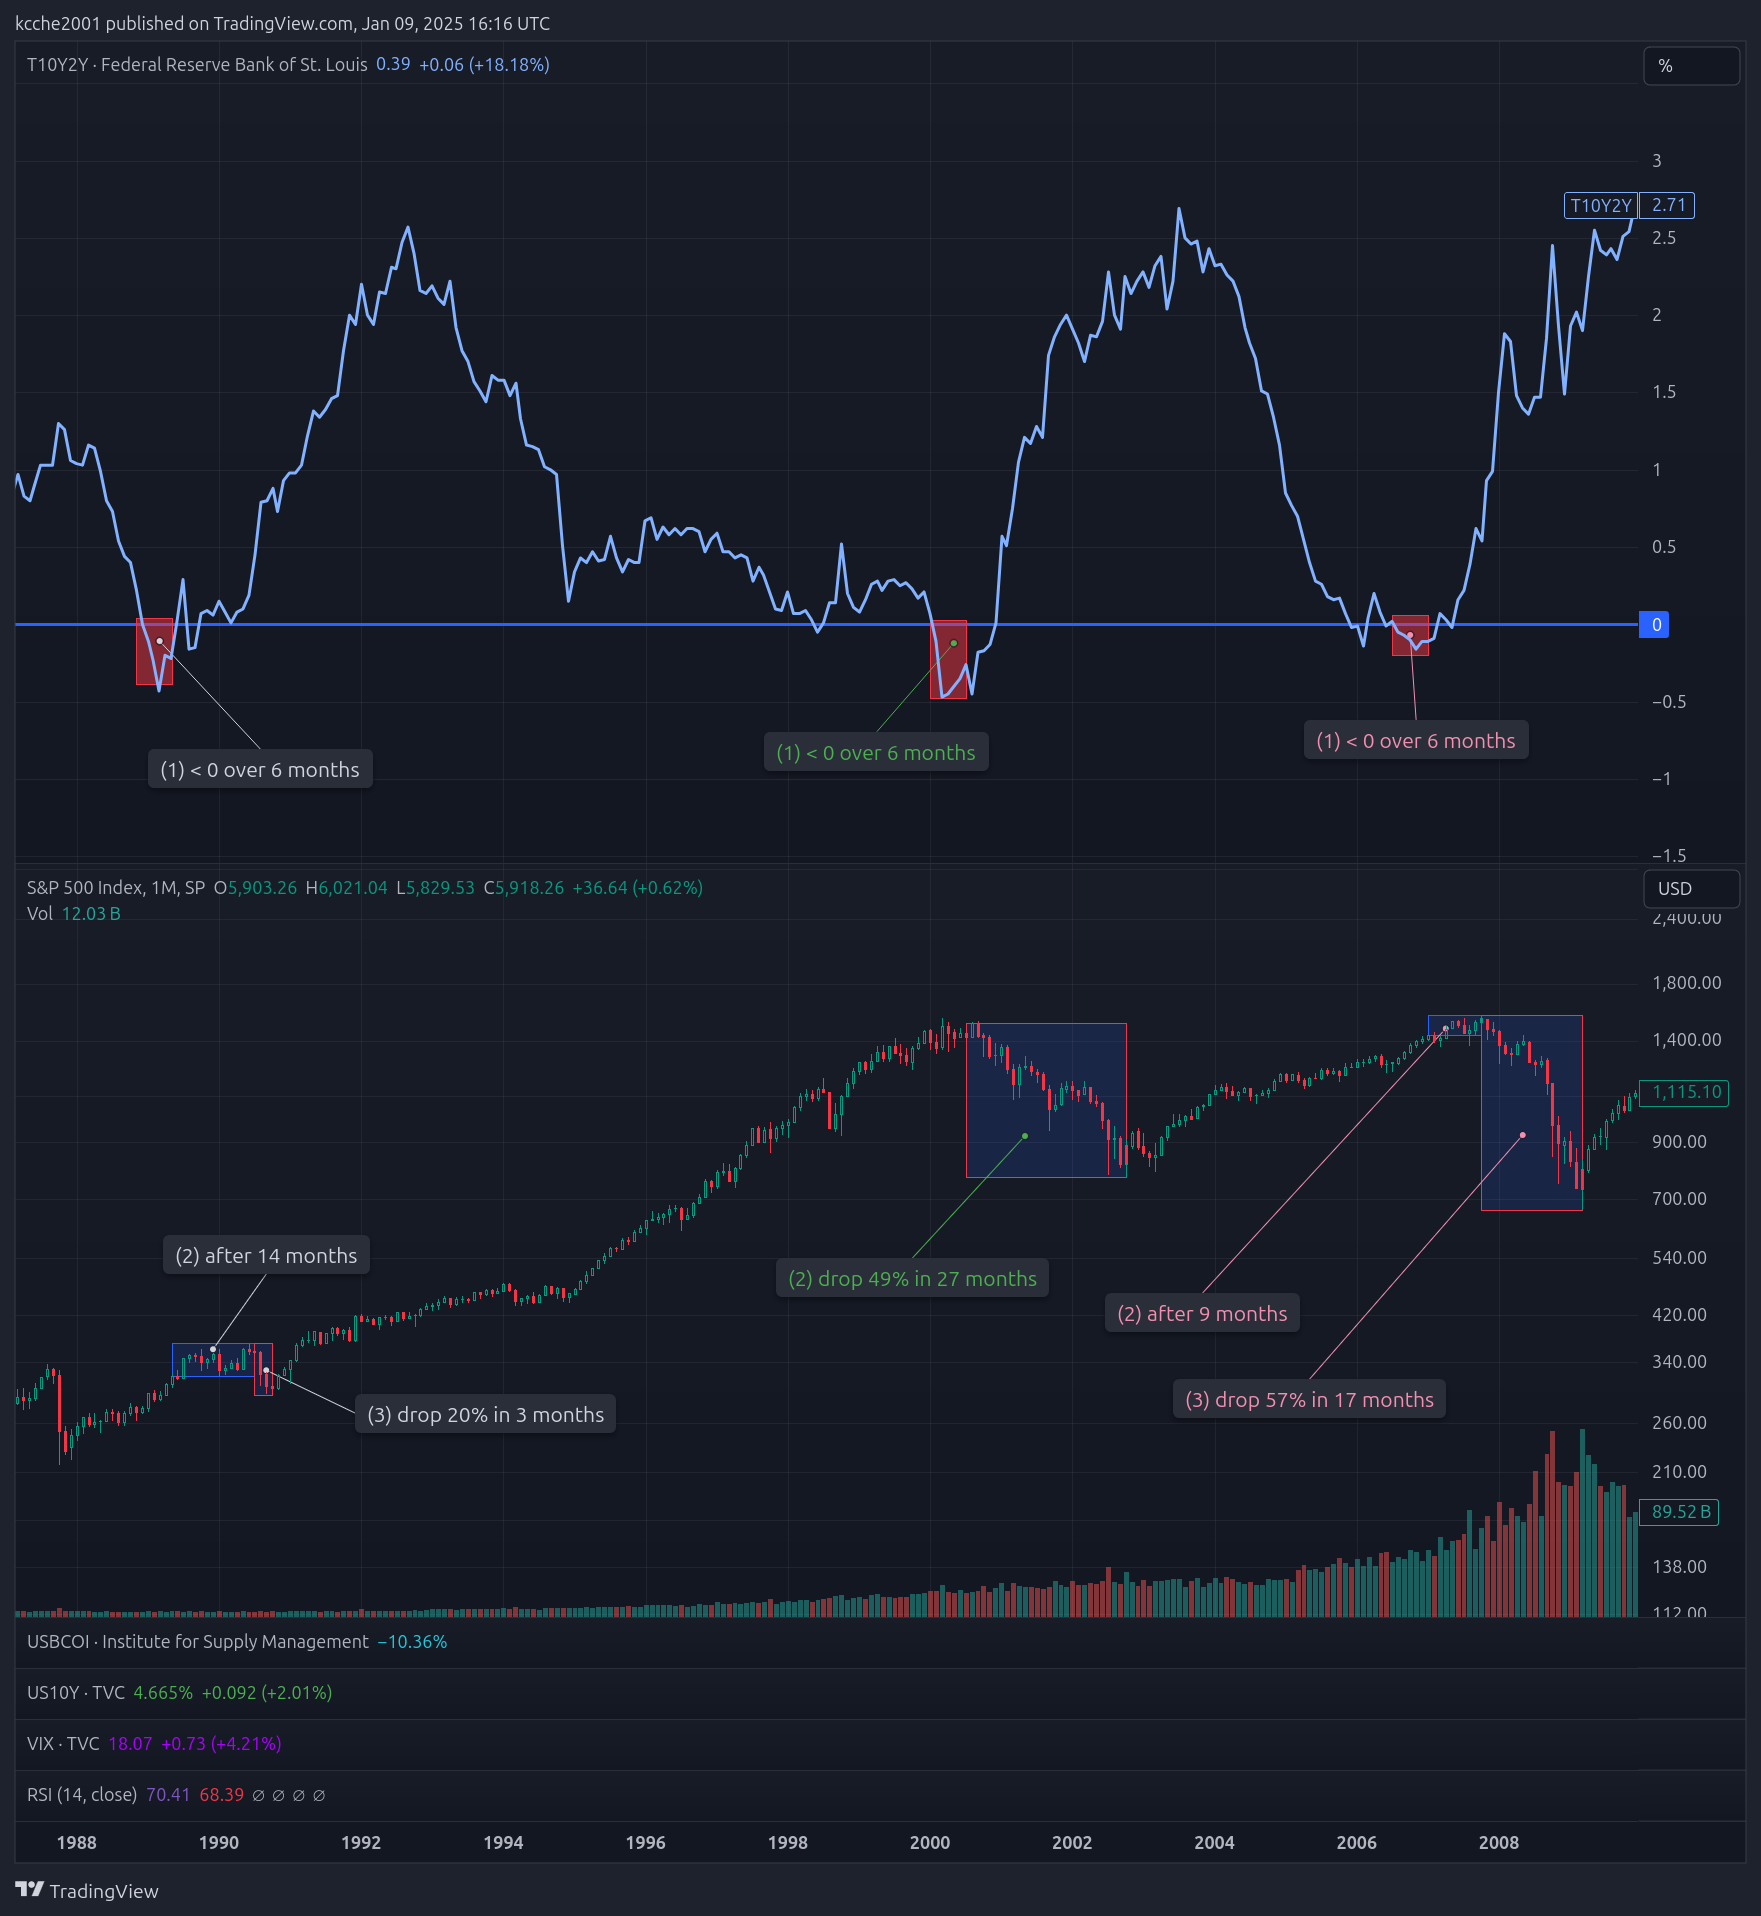 kcche2001 published on TradingView.com, Jan 09, 2025 16:16 UTC
T10Y2Y · Federal Reserve Bank of St. Louis 0.39 +0.06 (+18.18%)
%
3
T10Y2Y 2.71
2.5
2
1.5
1
0.5
0
−0.5
(1) < 0 over 6 months
(1) < 0 over 6 months
(1) < 0 over 6 months
−1
−1.5
S&P 500 Index, 1M, SP O5,903.26 H6,021.04 L5,829.53 C5,918.26 +36.64 (+0.62%)
USD
Vol 12.03 B
2,400.00
1,800.00
1,400.00
1,115.10
900.00
700.00
(2) after 14 months
540.00
(2) drop 49% in 27 months
(2) after 9 months
420.00
340.00
(3) drop 57% in 17 months
(3) drop 20% in 3 months
260.00
210.00
89.52 B
138.00
112.00
USBCOI · Institute for Supply Management −10.36%
US10Y · TVC 4.665% +0.092 (+2.01%)
VIX · TVC 18.07 +0.73 (+4.21%)
RSI (14, close) 70.41 68.39 ∅ ∅ ∅ ∅
1988 1990 1992 1994 1996 1998 2000 2002 2004 2006 2008
TradingView